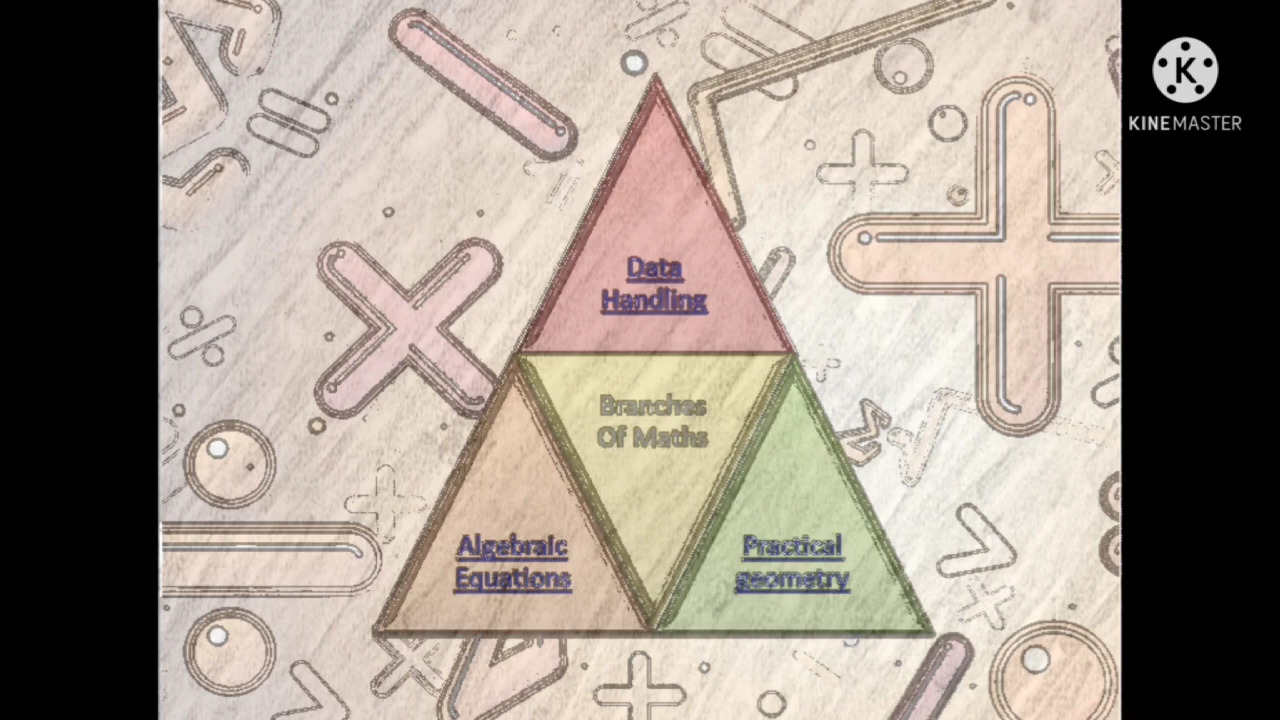 K
KINEMASTER
Data
Handling
Branches
Of Maths
Algebraic
Equations
Practical
geometry